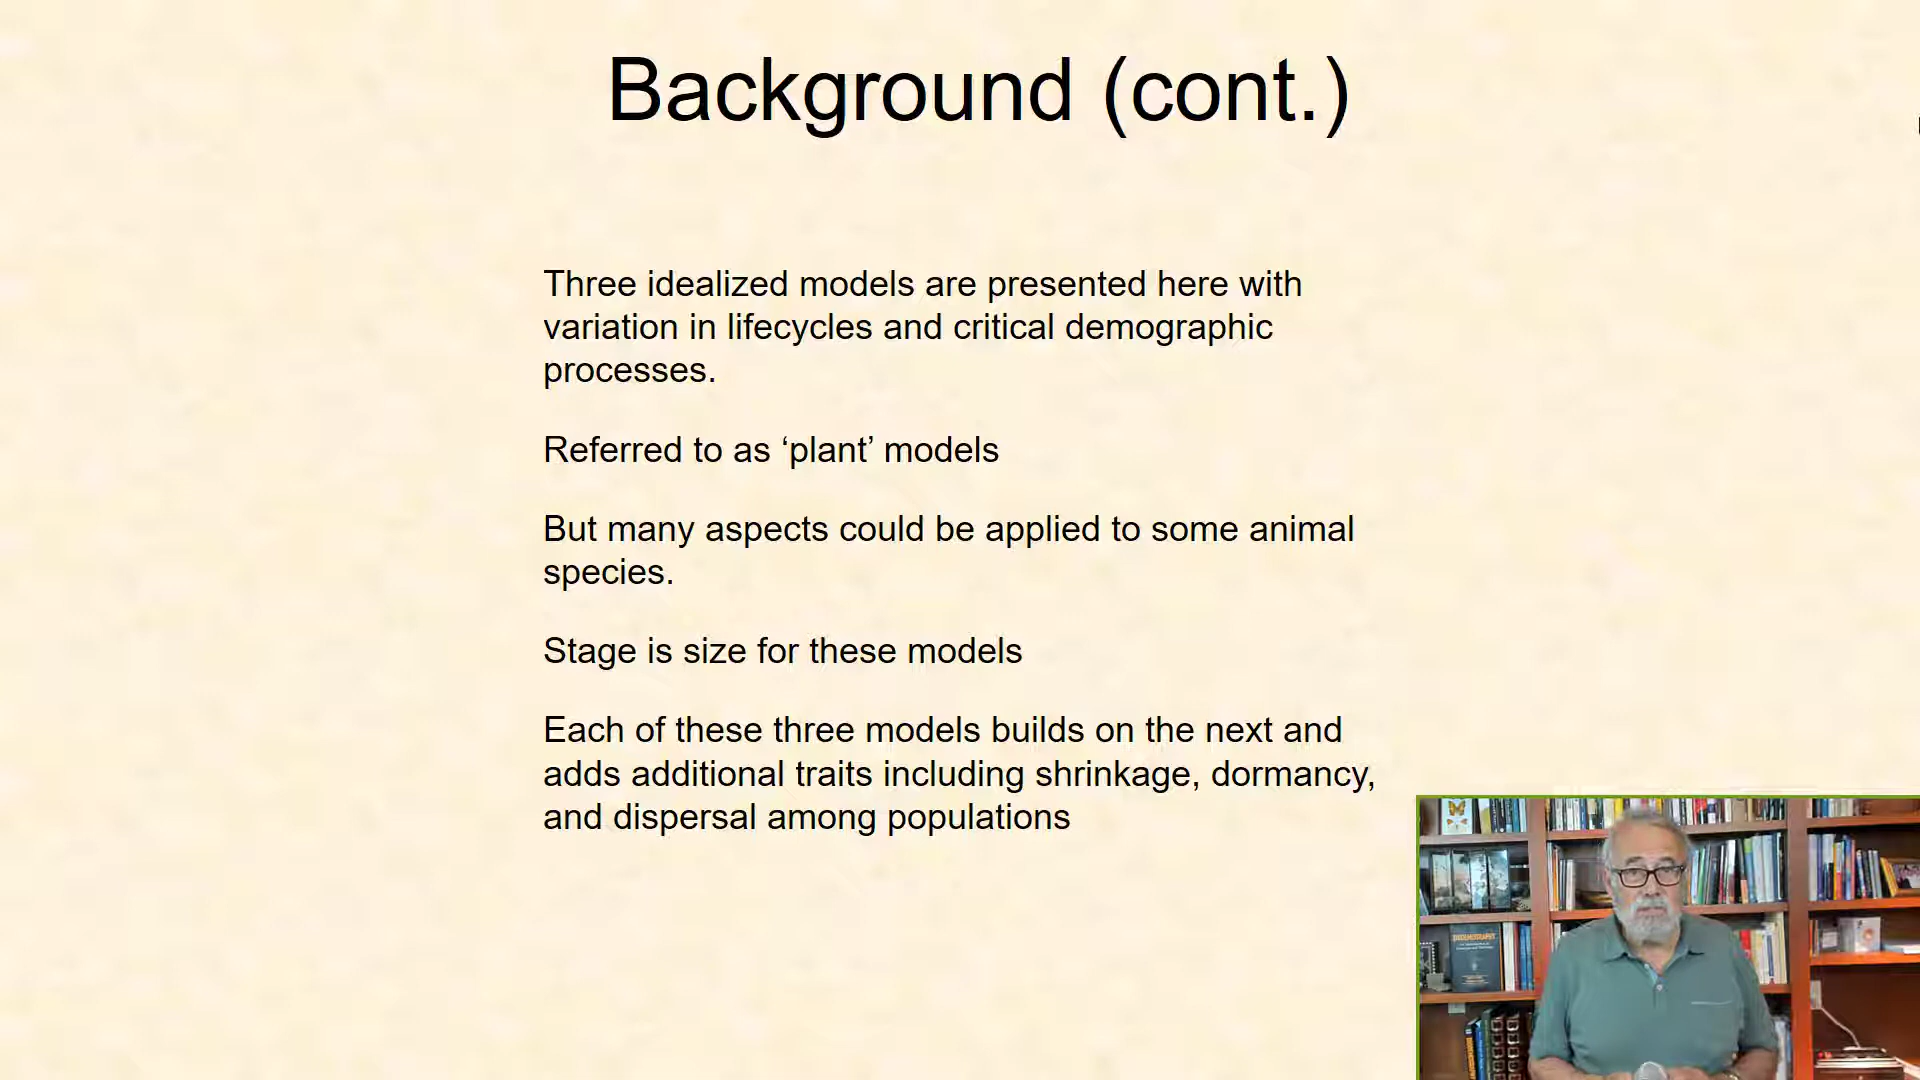 Background (cont.)
Three idealized models are presented here with
variation in lifecycles and critical demographic
processes.
Referred to as ‘plant’ models
But many aspects could be applied to some animal
species.
Stage is size for these models
Each of these three models builds on the next and
adds additional traits including shrinkage, dormancy,
and dispersal among populations